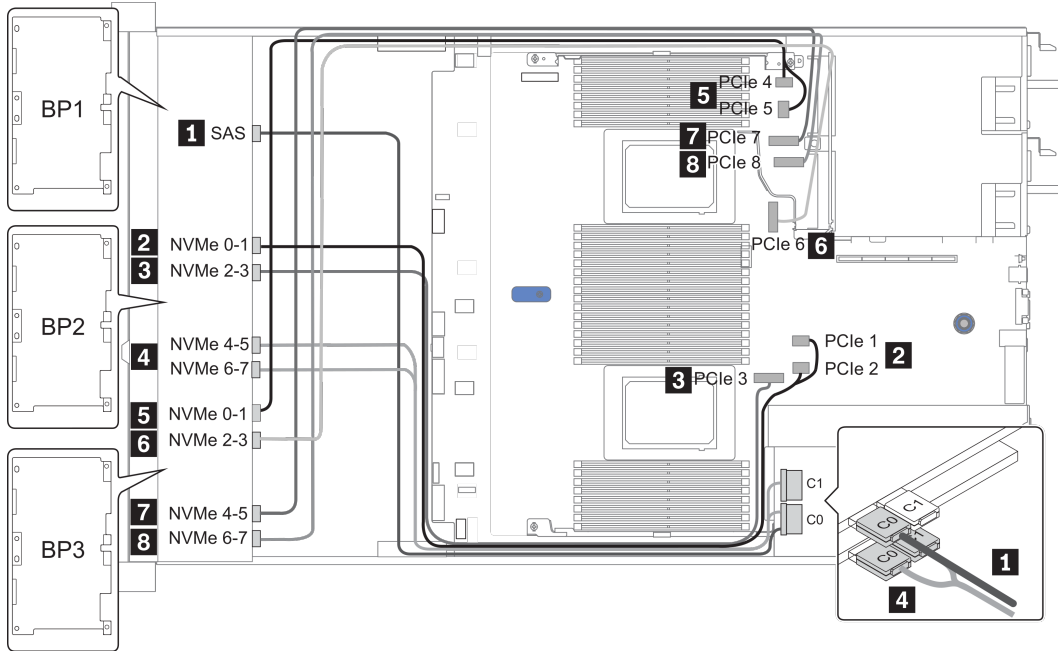 BP1
1 SAS
2 NVMe 0-1
3 NVMe 2-3
BP2
4 NVMe 4-5
NVMe 6-7
5 NVMe 0-1
6 NVMe 2-3
BP3
7 NVMe 4-5
8 NVMe 6-7
PCIe 4
5
PCIe 5
7 PCIe 7
8 PCIe 8
PCIe 6 6
PCIe 1
2
PCIe 2
3 PCIe 3
C1
C0
C1
C0
1
C0
1
4